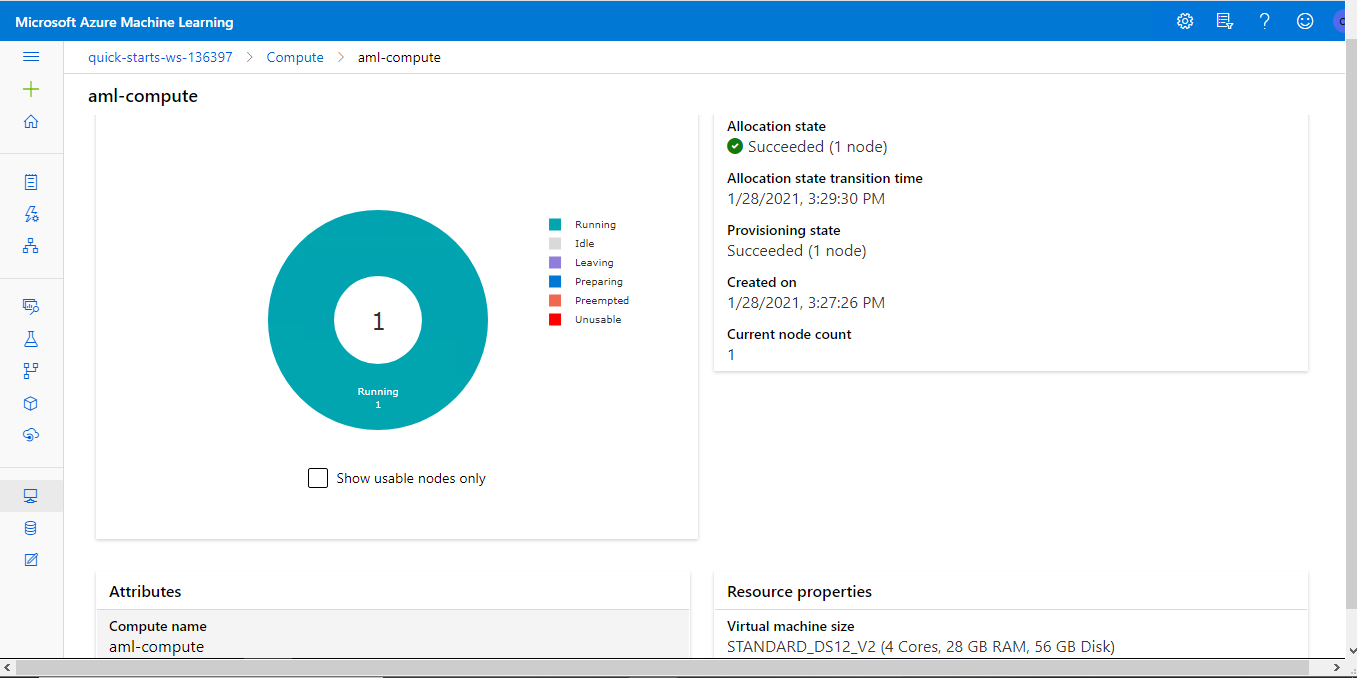 Microsoft Azure Machine Learning
quick-starts-ws-136397 > Compute > aml-compute
aml-compute
1
Running
1
Running
Idle
Leaving
Preparing
Preempted
Unusable
Show usable nodes only
Allocation state
Succeeded (1 node)
Allocation state transition time
1/28/2021, 3:29:30 PM
Provisioning state
Succeeded (1 node)
Created on
1/28/2021, 3:27:26 PM
Current node count
1
Attributes
Compute name
aml-compute
Resource properties
Virtual machine size
STANDARD_DS12_V2 (4 Cores, 28 GB RAM, 56 GB Disk)